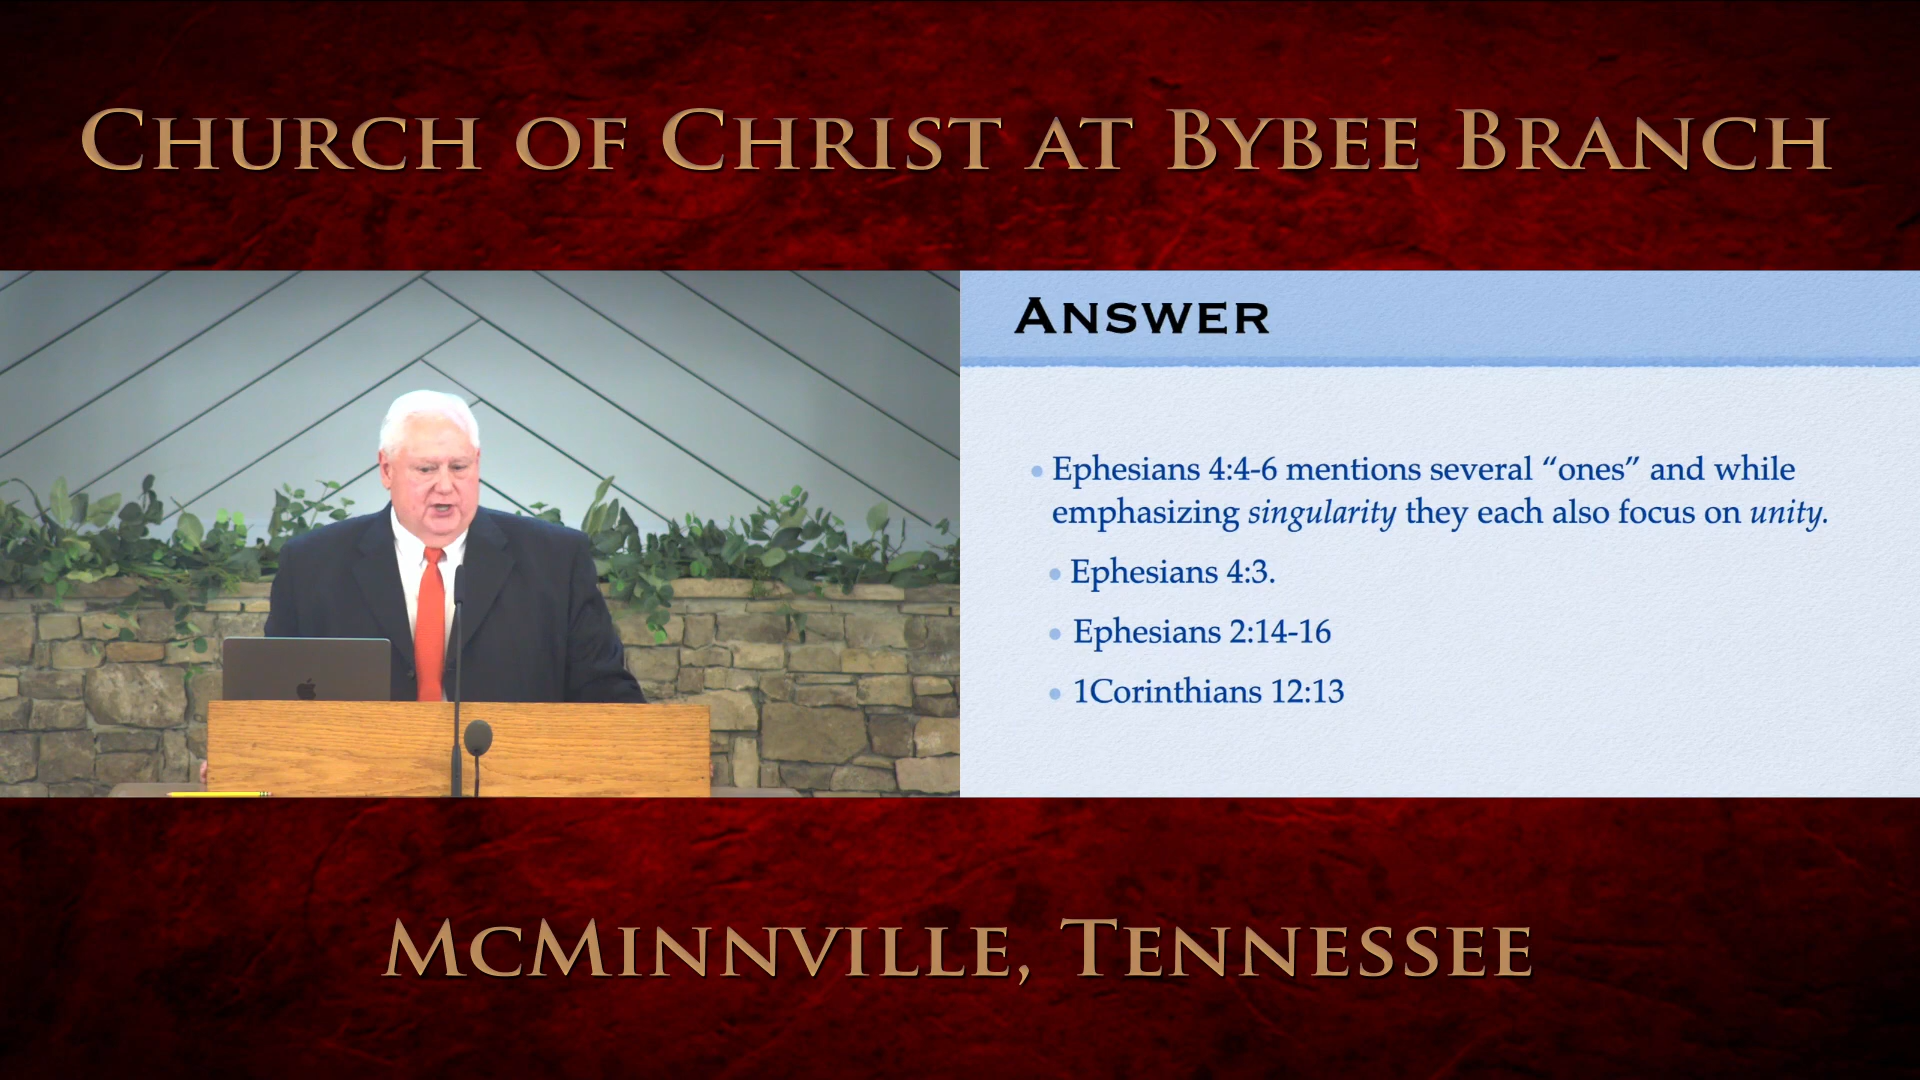 CHURCH OF CHRIST AT BYBEE BRANCH
ANSWER
• Ephesians 4:4-6 mentions several “ones” and while
emphasizing singularity they each also focus on unity.
• Ephesians 4:3.
• Ephesians 2:14-16
• 1Corinthians 12:13
MCMINNVILLE, TENNESSEE